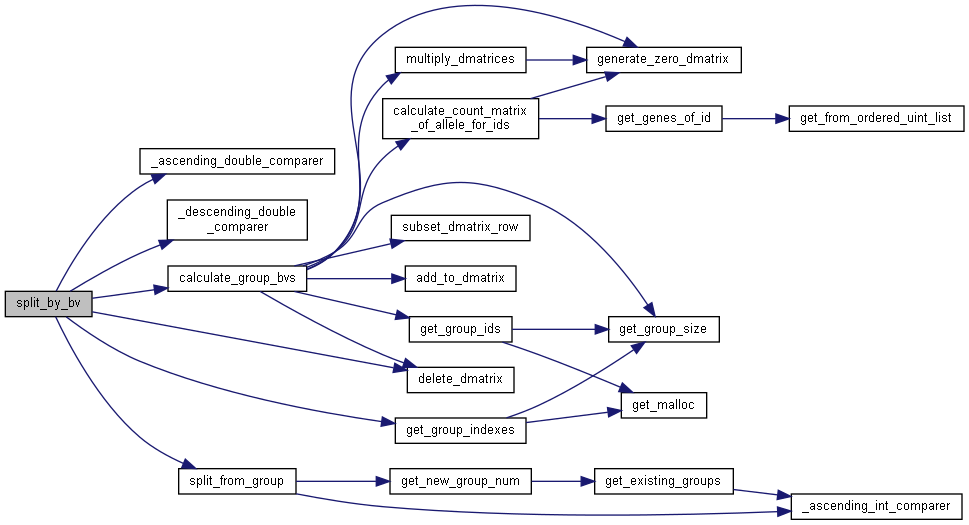 split_by_bv
_ascending_double_comparer
_descending_double
_comparer
calculate_group_bvs
multiply_dmatrices
calculate_count_matrix
_of_allele_for_ids
subset_dmatrix_row
add_to_dmatrix
get_group_ids
delete_dmatrix
get_group_indexes
split_from_group
generate_zero_dmatrix
get_genes_of_id
get_from_ordered_uint_list
get_group_size
get_malloc
get_new_group_num
get_existing_groups
_ascending_int_comparer